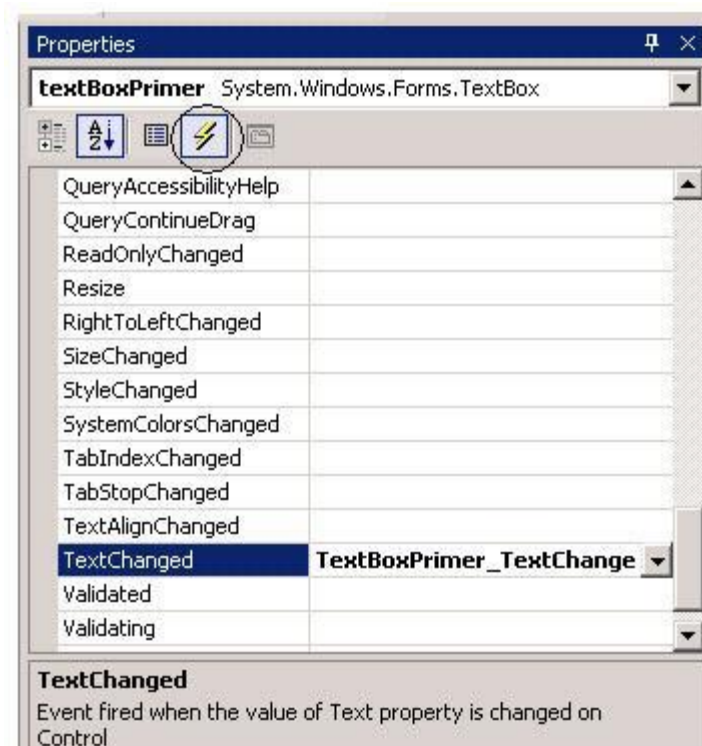 Properties
textBoxPrimer System.Windows.Forms.TextBox
QueryAccessibilityHelp
QueryContinueDrag
ReadOnlyChanged
Resize
RightToLeftChanged
SizeChanged
StyleChanged
SystemColorsChanged
TabIndexChanged
TabStopChanged
TextAlignChanged
TextChanged TextBoxPrimer_TextChange
Validated
Validating
TextChanged
Event fired when the value of Text property is changed on
Control